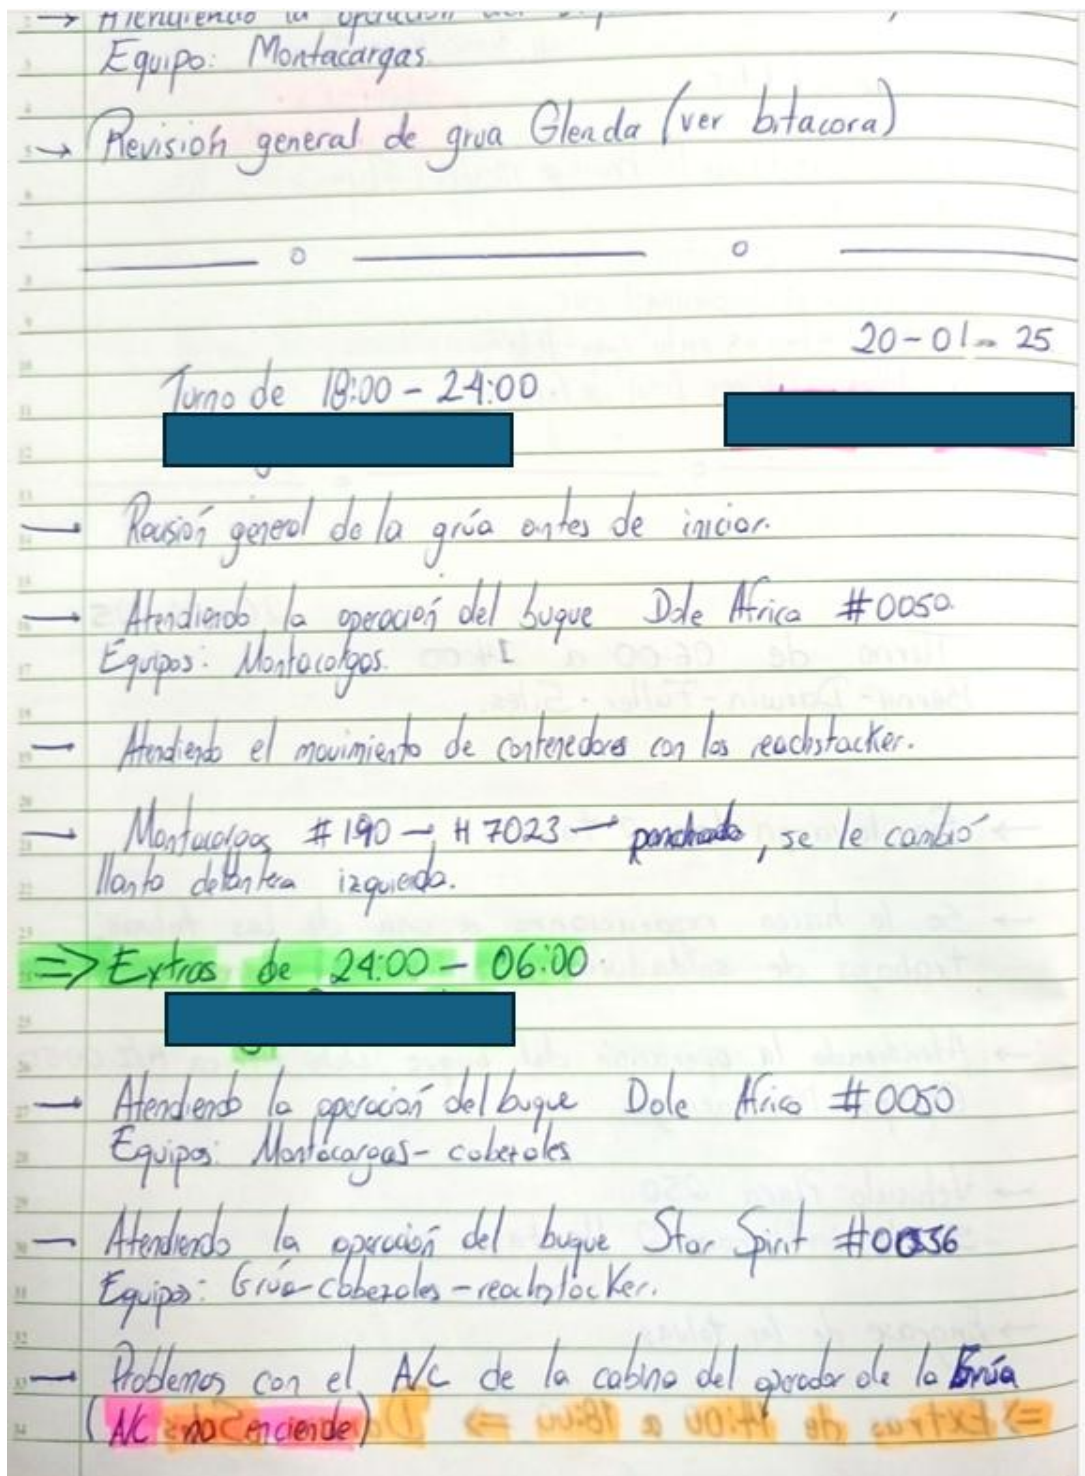 → Atendiendo la operación del
Equipo: Montacargas
→ Revisión general de grua Glenda (ver bitacora)
20-01-25
Turno de 18:00 - 24:00
— Revisión general de la grúa antes de iniciar.
— Atendiendo la operación del buque Dole Africa #0050.
Equipos: Montacargas.
— Atendiendo el movimiento de contenedores con los reachstacker.
— Montacargas #190 → H7023 → ponchado, se le cambió
llanta delantera izquierda.
⇒ Extras de 24:00 - 06:00.
— Atendiendo la operación del buque Dole Africa #0050
Equipos: Montacargas - cabezales
— Atendiendo la operación del buque Star Spirit
Equipos: Grúa - cabezales - reachstacker.
— Problemas con el A/C de la cabina del operador de la Grúa
(A/C no enciende)